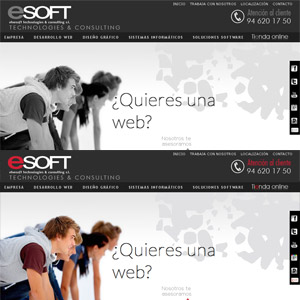 INICIO TRABAJA CON NOSOTROS LOCALIZACIÓN CONTACTO
eSOFT
elinosoft technologies & consulting s.l.
TECHNOLOGIES & CONSULTING
Atención al cliente
94 620 17 50
EMPRESA DESARROLLO WEB DISEÑO GRÁFICO SISTEMAS INFORMÁTICOS SOLUCIONES SOFTWARE Tienda online
¿Quieres una
web?
Nosotros te
asesoramos
INICIO TRABAJA CON NOSOTROS LOCALIZACIÓN CONTACTO
eSOFT
elinosoft technologies & consulting s.l.
TECHNOLOGIES & CONSULTING
Atención al cliente
94 620 17 50
EMPRESA DESARROLLO WEB DISEÑO GRÁFICO SISTEMAS INFORMÁTICOS SOLUCIONES SOFTWARE Tienda online
¿Quieres una
web?
Nosotros te
asesoramos